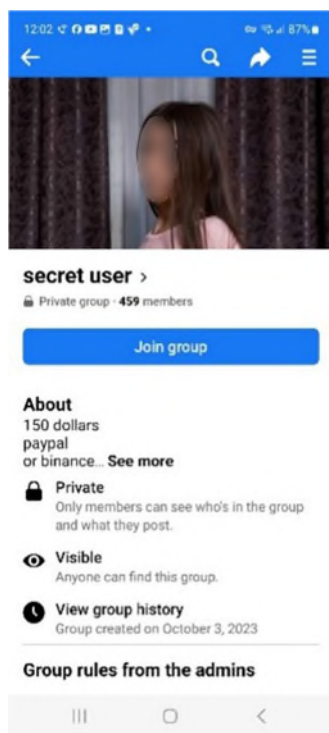 12:02
87%
secret user >
Private group · 459 members
Join group
About
150 dollars
paypal
or binance... See more
Private
Only members can see who's in the group
and what they post.
Visible
Anyone can find this group.
View group history
Group created on October 3, 2023
Group rules from the admins